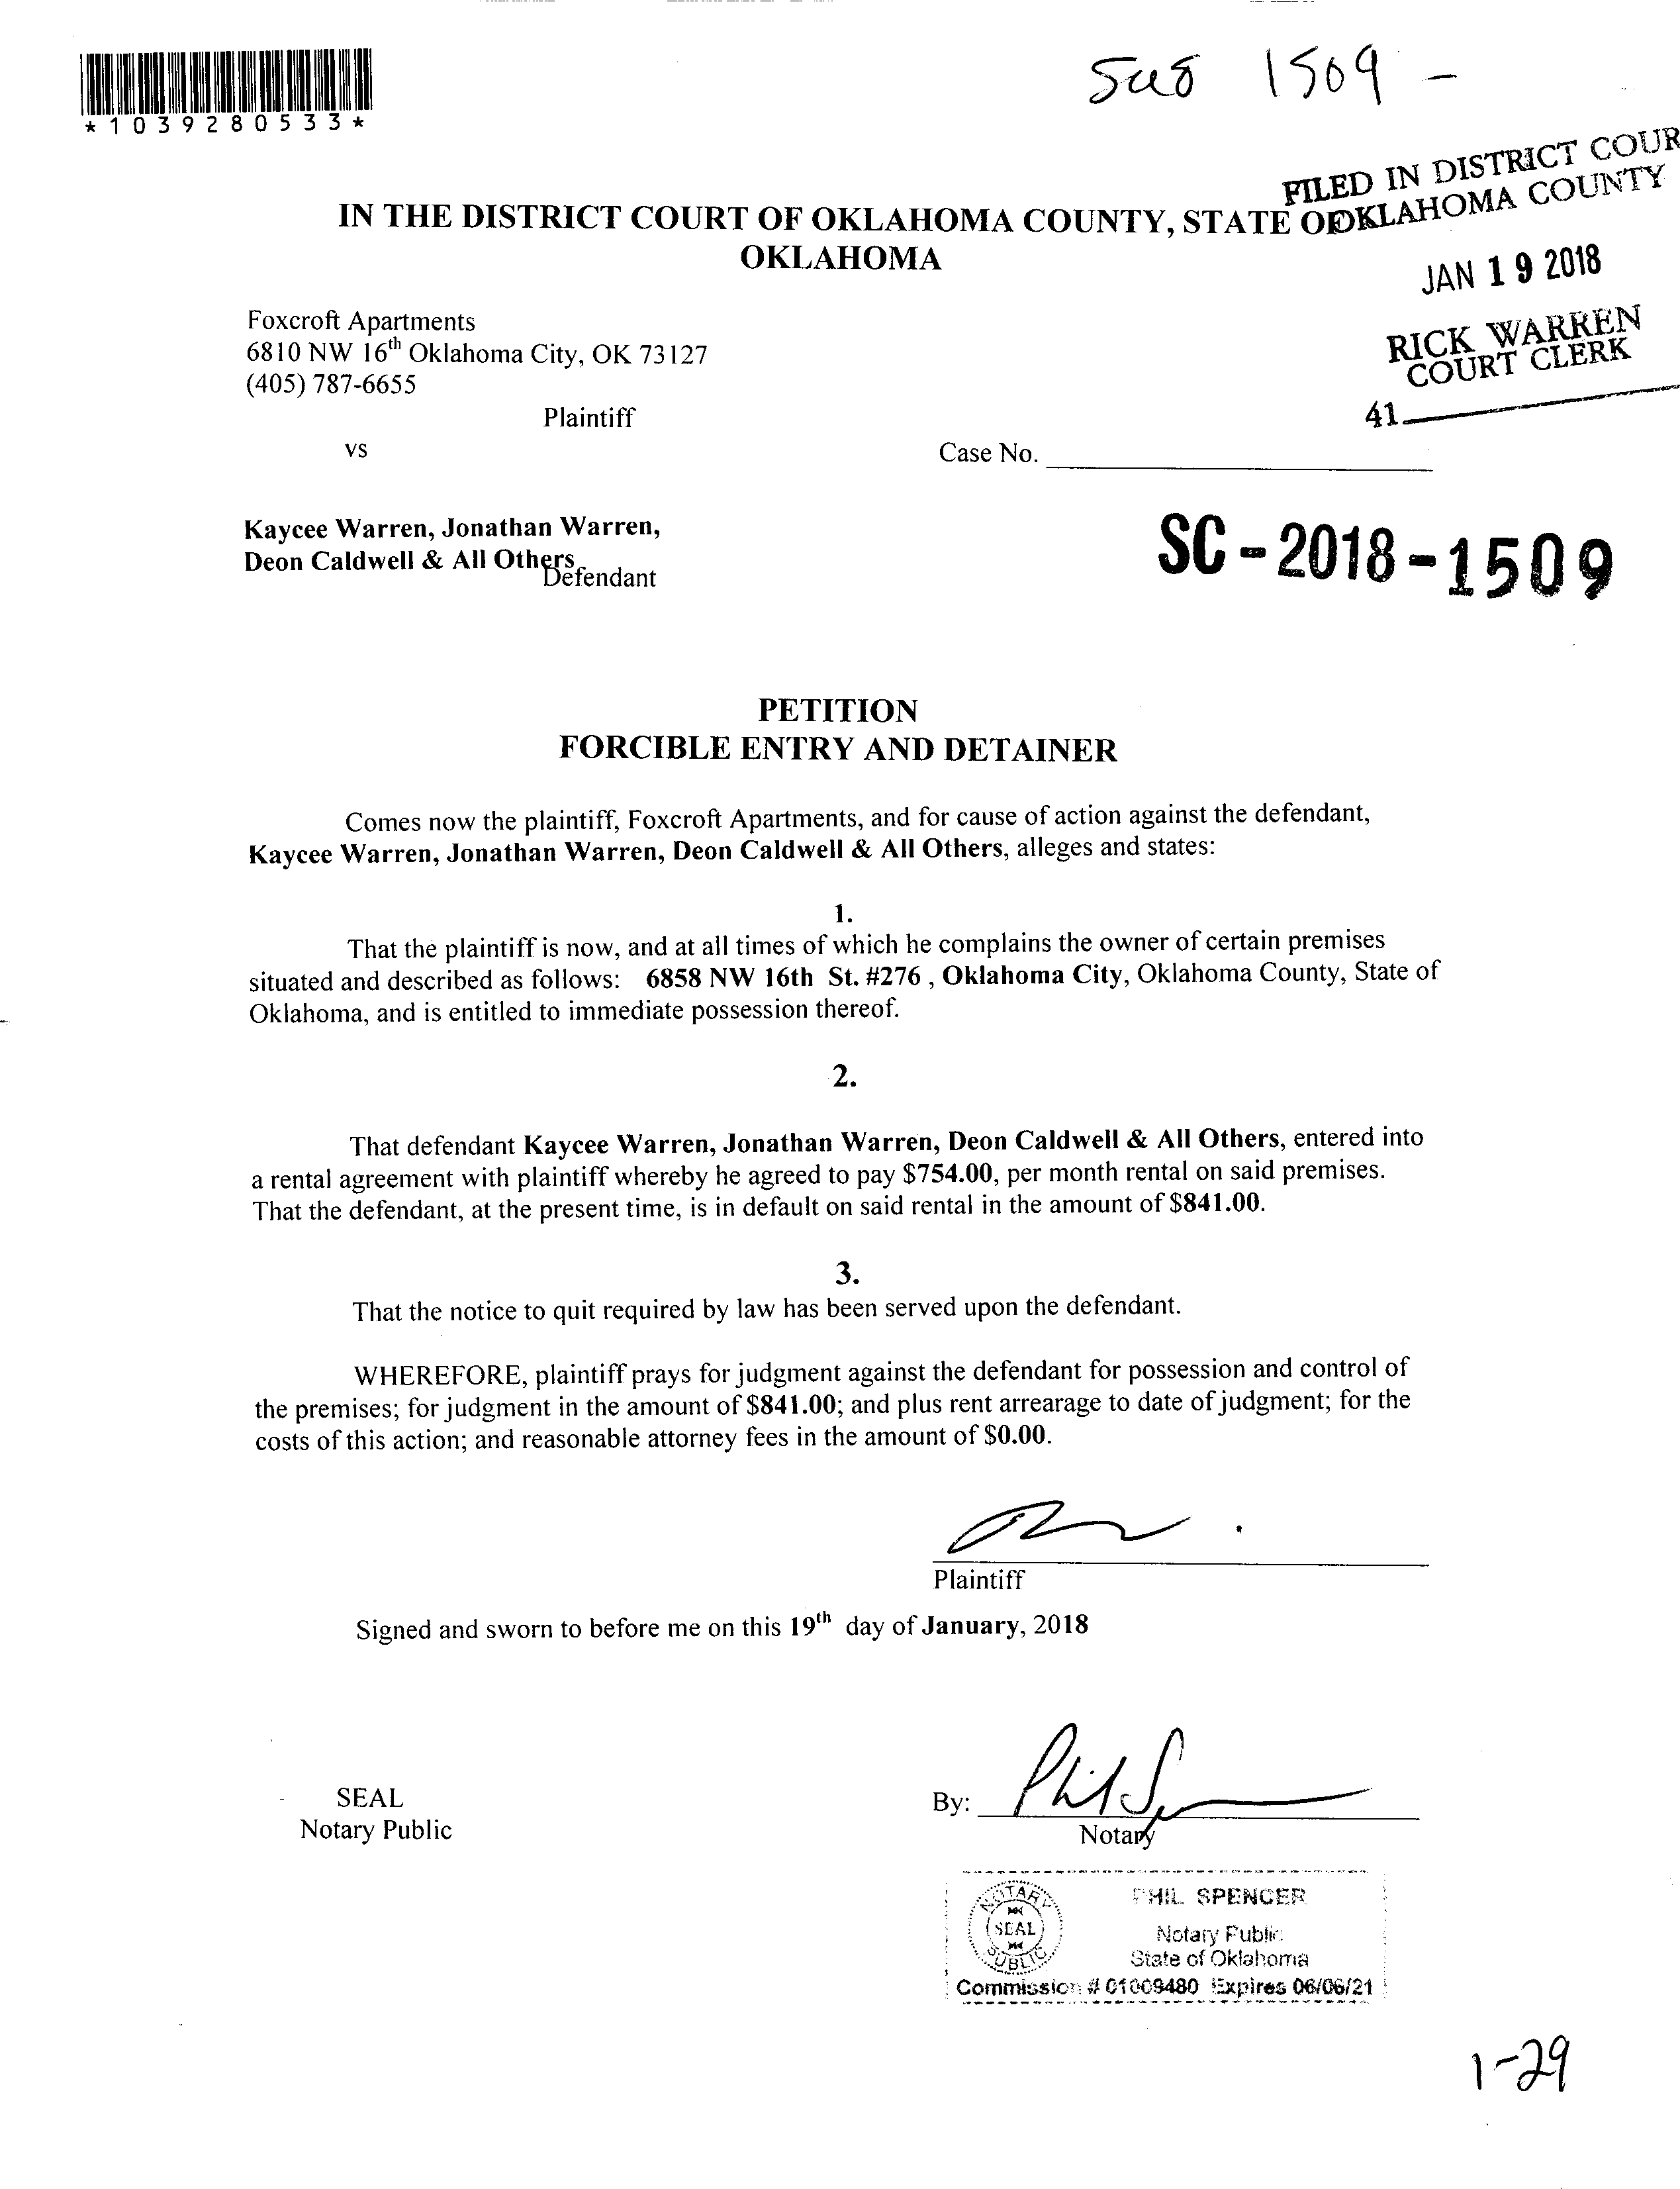 *1039280533*
1509 -
FILED IN DISTRICT COUR
OKLAHOMA COUNTY
IN THE DISTRICT COURT OF OKLAHOMA COUNTY, STATE OF
OKLAHOMA
JAN 19 2018
RICK WARREN
COURT CLERK
41
Foxcroft Apartments
6810 NW 16th Oklahoma City, OK 73127
(405) 787-6655
Plaintiff
vs
Case No.
Kaycee Warren, Jonathan Warren,
Deon Caldwell & All Others
Defendant
SC-2018-1509
PETITION
FORCIBLE ENTRY AND DETAINER
Comes now the plaintiff, Foxcroft Apartments, and for cause of action against the defendant,
Kaycee Warren, Jonathan Warren, Deon Caldwell & All Others, alleges and states:
1.
That the plaintiff is now, and at all times of which he complains the owner of certain premises
situated and described as follows: 6858 NW 16th St. #276 , Oklahoma City, Oklahoma County, State of
Oklahoma, and is entitled to immediate possession thereof.
2.
That defendant Kaycee Warren, Jonathan Warren, Deon Caldwell & All Others, entered into
a rental agreement with plaintiff whereby he agreed to pay $754.00, per month rental on said premises.
That the defendant, at the present time, is in default on said rental in the amount of $841.00.
3.
That the notice to quit required by law has been served upon the defendant.
WHEREFORE, plaintiff prays for judgment against the defendant for possession and control of
the premises; for judgment in the amount of $841.00; and plus rent arrearage to date of judgment; for the
costs of this action; and reasonable attorney fees in the amount of $0.00.
Plaintiff
Signed and sworn to before me on this 19th day of January, 2018
SEAL
Notary Public
By:
Notary
NOTARY
SEAL
PUBLIC
PHIL SPENCER
Notary Public
State of Oklahoma
Commission # 01009480 Expires 06/06/21
1-29